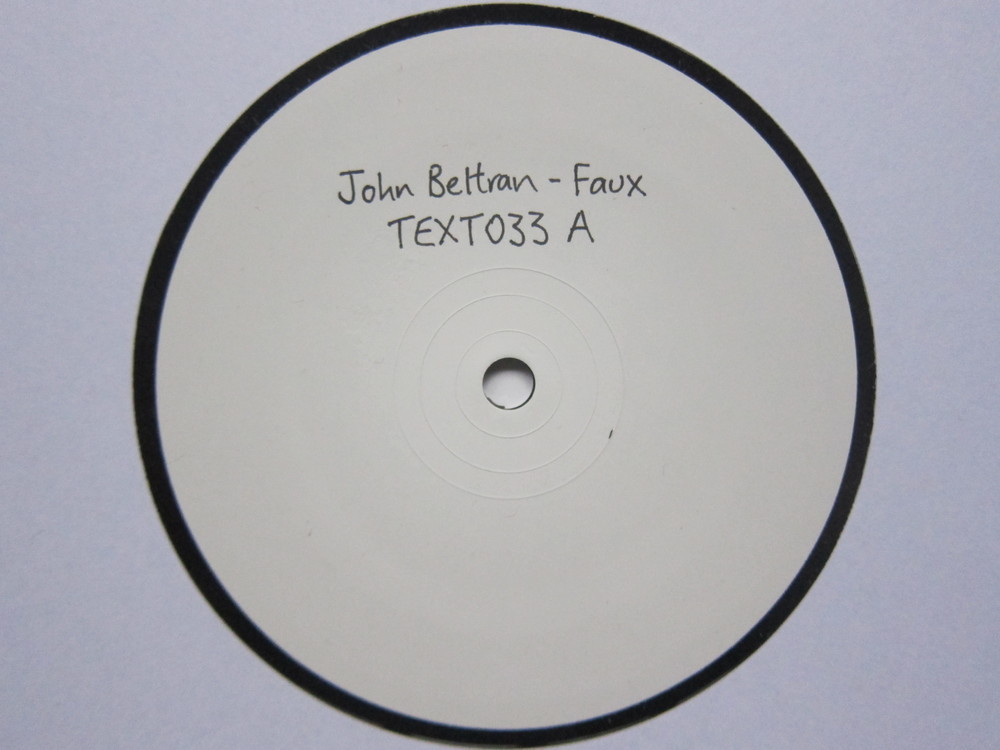 John Beltran - Faux
TEXT033 A